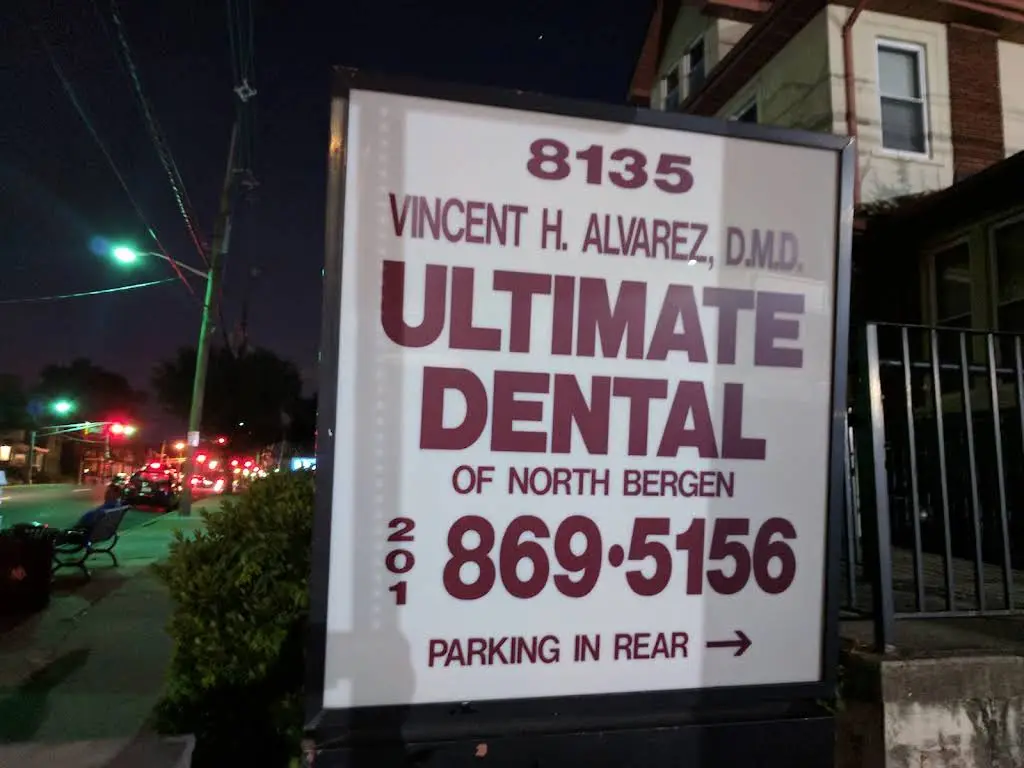 8135
VINCENT H. ALVAREZ, D.M.D.
ULTIMATE
DENTAL
OF NORTH BERGEN
201 869•5156
PARKING IN REAR →